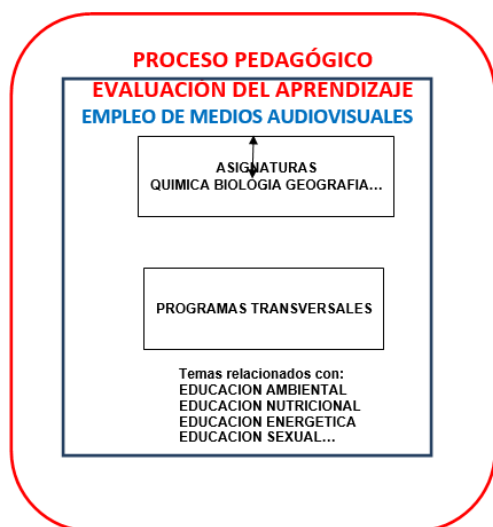 PROCESO PEDAGÓGICO
EVALUACIÓN DEL APRENDIZAJE
EMPLEO DE MEDIOS AUDIOVISUALES
ASIGNATURAS
QUIMICA BIOLOGIA GEOGRAFIA...
PROGRAMAS TRANSVERSALES
Temas relacionados con:
EDUCACION AMBIENTAL
EDUCACION NUTRICIONAL
EDUCACION ENERGETICA
EDUCACION SEXUAL...